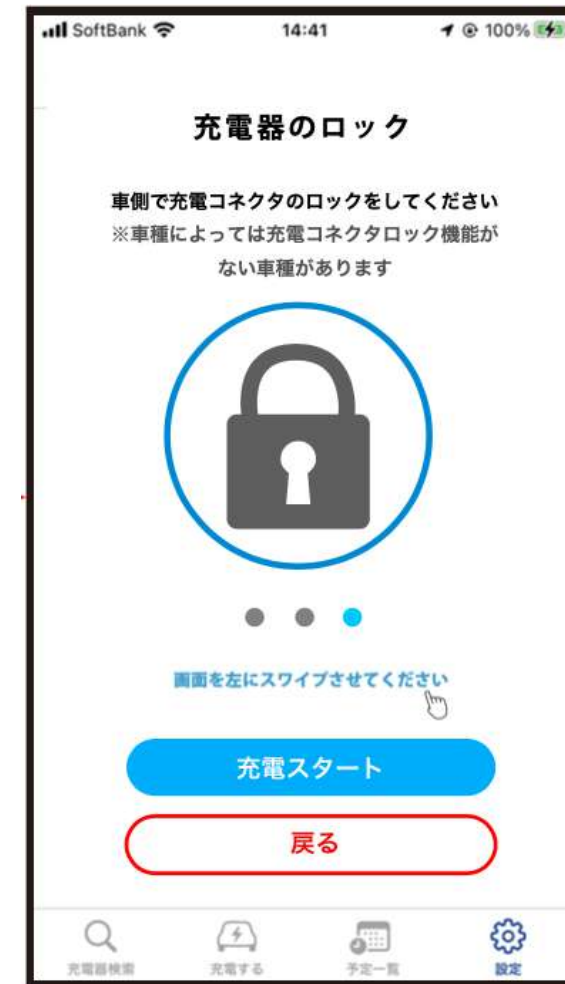 SoftBank 14:41 100%
充電器のロック
車側で充電コネクタのロックをしてください
※車種によっては充電コネクタロック機能が
ない車種があります
画面を左にスワイプさせてください
充電スタート
戻る
充電器検索 充電する 予定一覧 設定